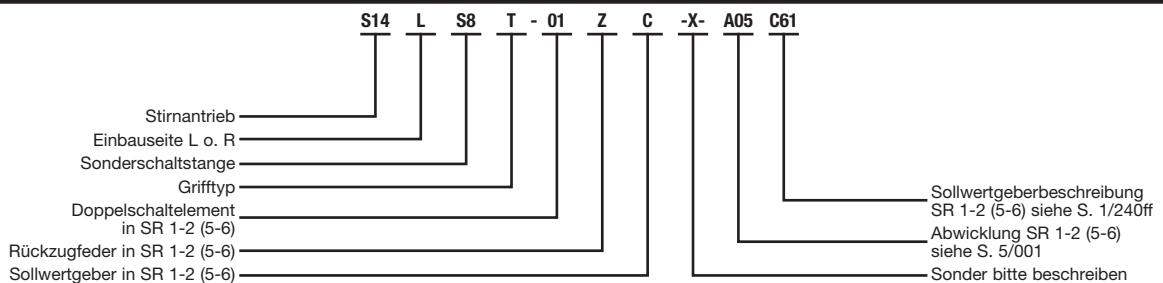 S14 L S8 T - 01 Z C -X- A05 C61
Stirnantrieb
Einbauseite L o. R
Sonderschaltstange
Grifftyp
Doppelschaltelement
in SR 1-2 (5-6)
Rückzugfeder in SR 1-2 (5-6)
Sollwertgeber in SR 1-2 (5-6)
Sollwertgeberbeschreibung
SR 1-2 (5-6) siehe S. 1/240ff
Abwicklung SR 1-2 (5-6)
siehe S. 5/001
Sonder bitte beschreiben